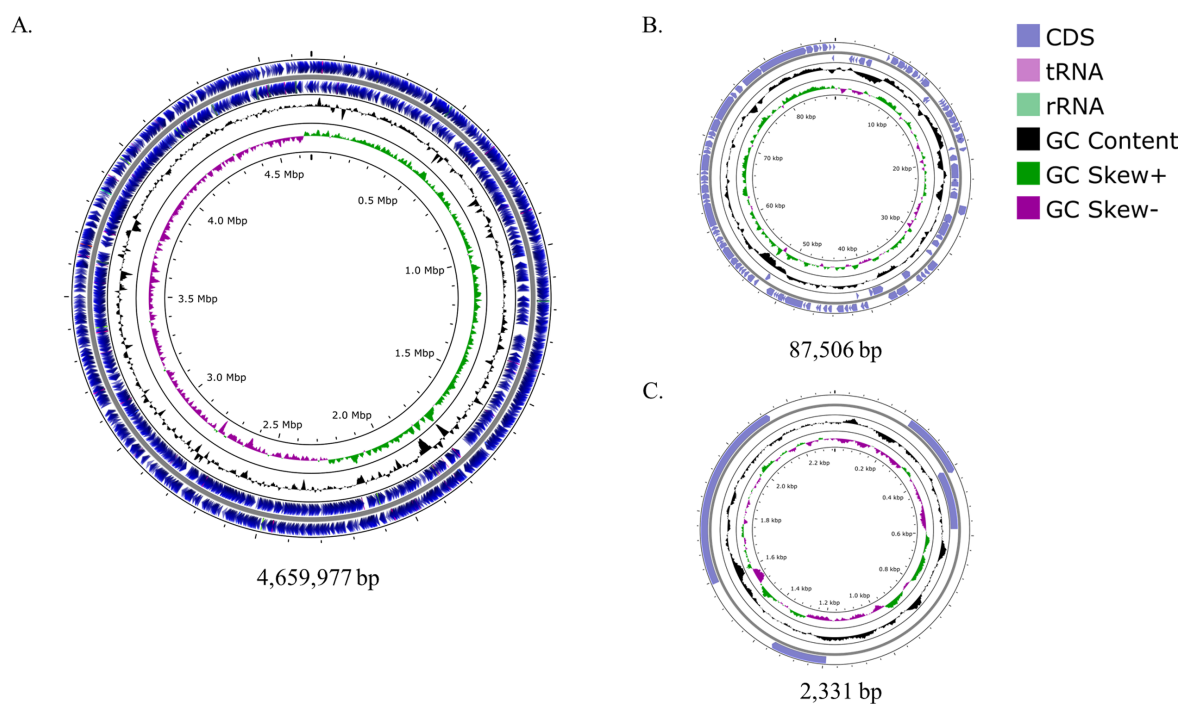 A.
4.5 Mbp
0.5 Mbp
4.0 Mbp
1.0 Mbp
3.5 Mbp
1.5 Mbp
3.0 Mbp
2.0 Mbp
2.5 Mbp
4,659,977 bp
B.
80 kbp
10 kbp
70 kbp
20 kbp
60 kbp
30 kbp
50 kbp
40 kbp
87,506 bp
CDS
tRNA
rRNA
GC Content
GC Skew+
GC Skew-
C.
2.2 kbp
0.2 kbp
2.0 kbp
0.4 kbp
1.8 kbp
0.6 kbp
1.6 kbp
0.8 kbp
1.4 kbp
1.0 kbp
1.2 kbp
2,331 bp